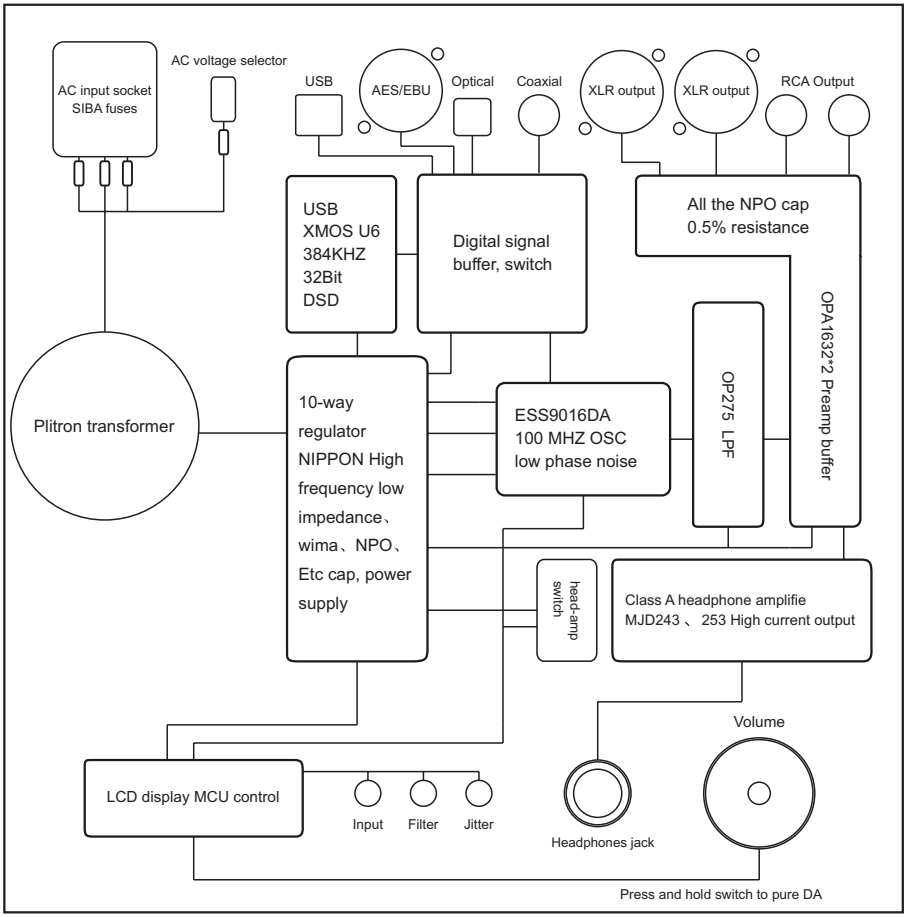 AC input socket
SIBA fuses
AC voltage selector
USB
AES/EBU
Optical
Coaxial
XLR output
XLR output
RCA Output
USB
XMOS U6
384KHZ
32Bit
DSD
Digital signal
buffer, switch
All the NPO cap
0.5% resistance
OPA1632*2 Preamp buffer
OP275 LPF
Plitron transformer
10-way
regulator
NIPPON High
frequency low
impedance、
wima、NPO、
Etc cap, power
supply
ESS9016DA
100 MHZ OSC
low phase noise
head-amp
switch
Class A headphone amplifie
MJD243 、 253 High current output
LCD display MCU control
Input
Filter
Jitter
Headphones jack
Volume
Press and hold switch to pure DA